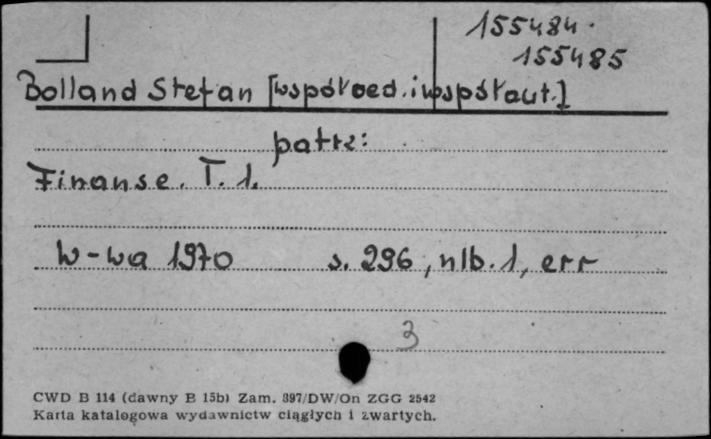 155484.
155485
Bolland Stefan [współoed. i współaut.]
patrz:
Finanse. T. 1.
W-wa 1970 s. 296, nlb. 1, err
3
CWD B 114 (dawny B 15b) Zam. 897/DW/On ZGG 2542
Karta katalogowa wydawnictw ciągłych i zwartych.